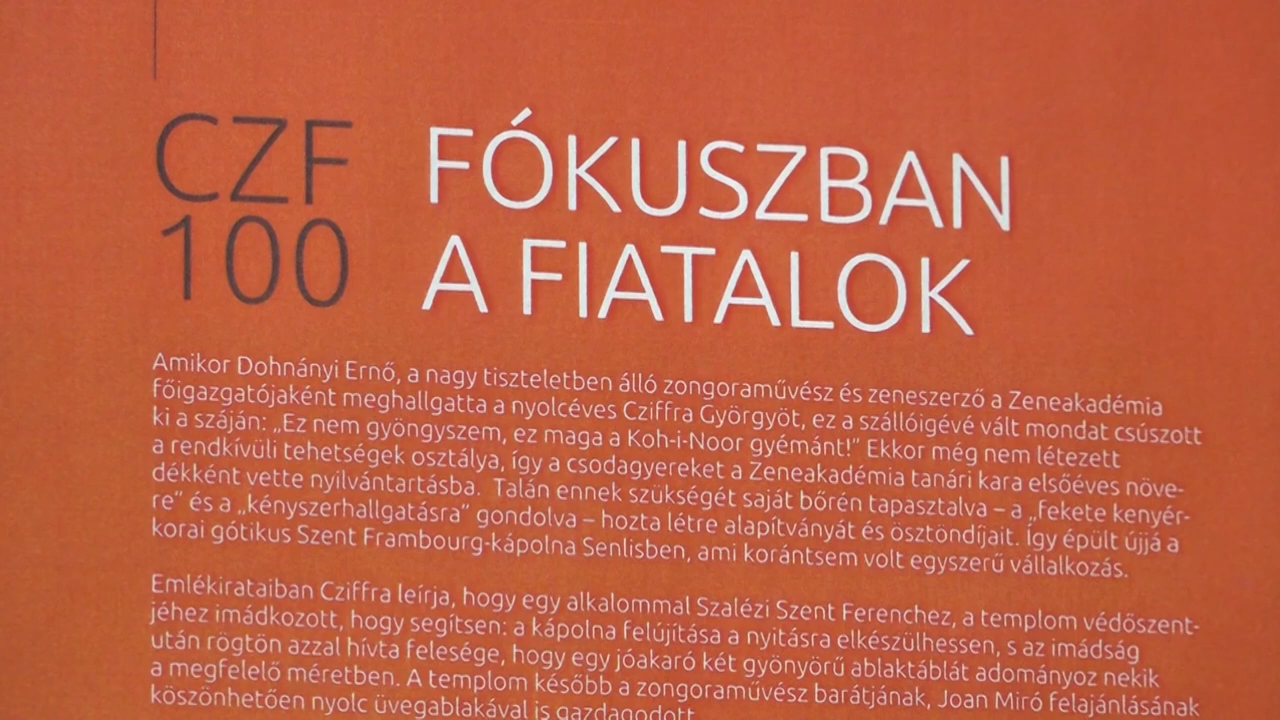 CZF
100
FÓKUSZBAN
A FIATALOK
Amikor Dohnányi Ernő, a nagy tiszteletben álló zongoraművész és zeneszerző a Zeneakadémia
főigazgatójaként meghallgatta a nyolcéves Cziffra Györgyöt, ez a szállóigévé vált mondat csúszott
ki a száján: „Ez nem gyöngyszem, ez maga a Koh-i-Noor gyémánt!” Ekkor még nem létezett
a rendkívüli tehetségek osztálya, így a csodagyereket a Zeneakadémia tanári kara elsőéves növe-
dékként vette nyilvántartásba. Talán ennek szükségét saját bőrén tapasztalva – a „fekete kenyér-
re” és a „kényszerhallgatásra” gondolva – hozta létre alapítványát és ösztöndíjait. Így épült újjá a
korai gótikus Szent Frambourg-kápolna Senlisben, ami korántsem volt egyszerű vállalkozás.
Emlékirataiban Cziffra leírja, hogy egy alkalommal Szalézi Szent Ferenchez, a templom védőszent-
jéhez imádkozott, hogy segítsen: a kápolna felújítása a nyitásra elkészülhessen, s az imádság
után rögtön azzal hívta felesége, hogy egy jóakaró két gyönyörű ablaktáblát adományoz nekik
a megfelelő méretben. A templom később a zongoraművész barátjának, Joan Miró felajánlásának
köszönhetően nyolc üvegablakával is gazdagodott.